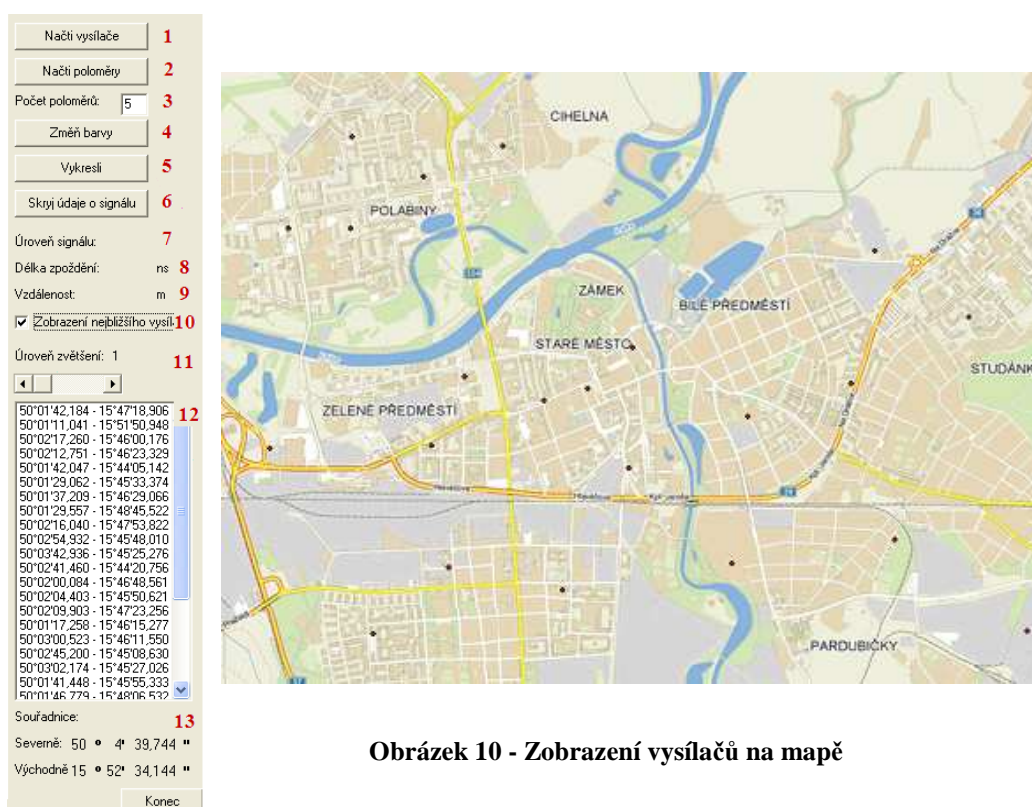 Načti vysílače 1
Načti poloměry 2
Počet poloměrů: 5 3
Změň barvy 4
Vykresli 5
Skryj údaje o signálu 6
Úroveň signálu: 7
Délka zpoždění: ns 8
Vzdálenost: m 9
Zobrazení nejbližšího vysíl 10
Úroveň zvětšení: 1 11
12
50°01'42,184 - 15°47'18,906
50°01'11,041 - 15°51'50,948
50°02'17,260 - 15°46'00,176
50°02'12,751 - 15°46'23,329
50°01'42,047 - 15°44'05,142
50°01'29,062 - 15°45'33,374
50°01'37,209 - 15°46'29,066
50°01'29,557 - 15°48'45,522
50°02'16,040 - 15°47'53,822
50°02'54,932 - 15°45'48,010
50°03'42,936 - 15°45'25,276
50°02'41,460 - 15°44'20,756
50°02'00,084 - 15°46'48,561
50°02'04,403 - 15°45'50,621
50°02'09,903 - 15°47'23,256
50°01'17,258 - 15°46'15,277
50°03'00,523 - 15°46'11,550
50°02'45,200 - 15°45'08,630
50°03'02,174 - 15°45'27,026
50°01'41,448 - 15°45'55,333
50°01'46,779 - 15°48'06,532
Souřadnice: 13
Severně: 50 ° 4' 39,744 "
Východně 15 ° 52' 34,144 "
Konec
CIHELNA
POLABINY
ZÁMEK
BÍLÉ PŘEDMĚSTÍ
STARÉ MĚSTO
STUDÁNK
ZELENÉ PŘEDMĚSTÍ
PARDUBIČKY
Obrázek 10 - Zobrazení vysílačů na mapě